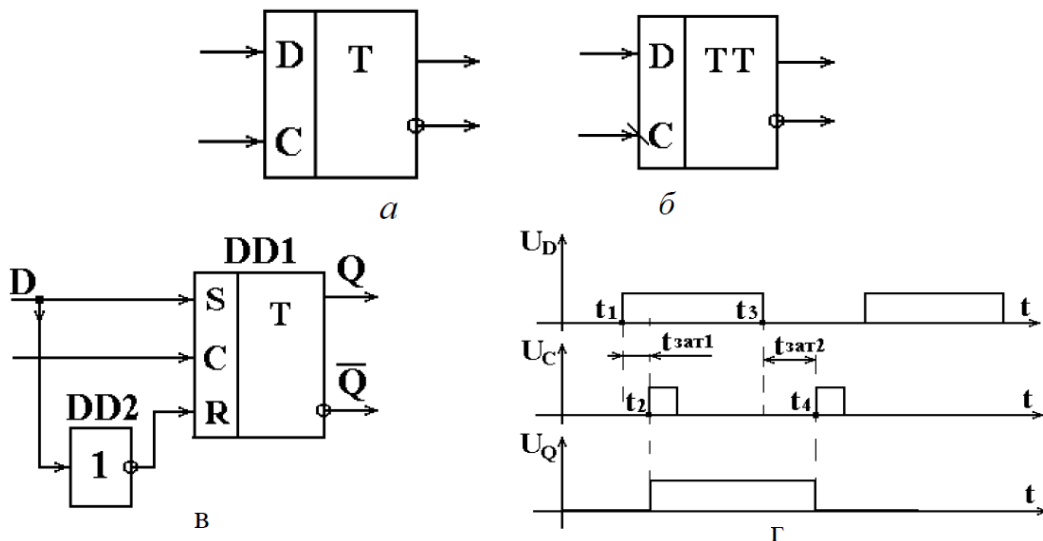 D T
C
а
D TT
C
б
DD1
D
S T Q
C
R Q̅
DD2
1
в
U_D
t₁ t₃ t
t_зат1 t_зат2
U_C
t₂ t₄ t
U_Q
t
г